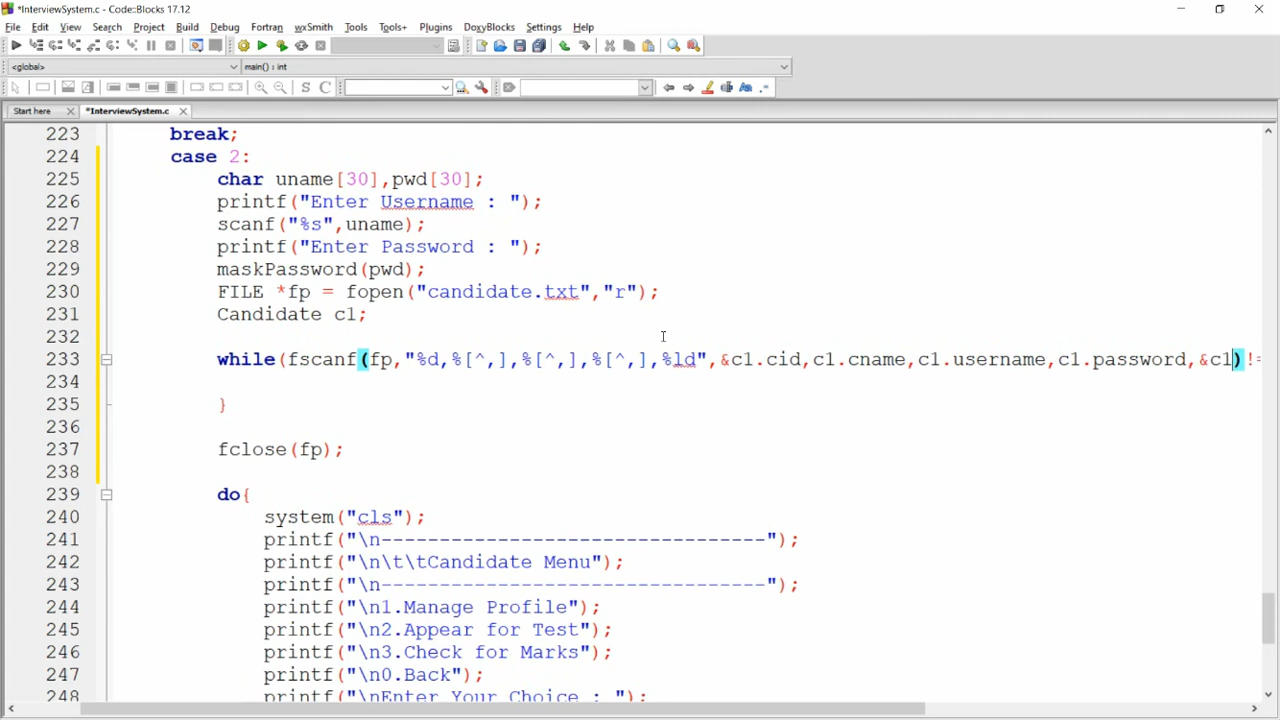 *InterviewSystem.c - Code::Blocks 17.12
File Edit View Search Project Build Debug Fortran wxSmith Tools Tools+ Plugins DoxyBlocks Settings Help
<global> main() : int
S C
Start here *InterviewSystem.c
223 break;
224 case 2:
225 char uname[30],pwd[30];
226 printf("Enter Username : ");
227 scanf("%s",uname);
228 printf("Enter Password : ");
229 maskPassword(pwd);
230 FILE *fp = fopen("candidate.txt","r");
231 Candidate c1;
232
233 while(fscanf(fp,"%d,%[^,],%[^,],%[^,],%ld",&c1.cid,c1.cname,c1.username,c1.password,&c1)!=
234
235 }
236
237 fclose(fp);
238
239 do{
240 system("cls");
241 printf("\n---------------------------------");
242 printf("\n\t\tCandidate Menu");
243 printf("\n---------------------------------");
244 printf("\n1.Manage Profile");
245 printf("\n2.Appear for Test");
246 printf("\n3.Check for Marks");
247 printf("\n0.Back");
248 printf("\nEnter Your Choice : ");